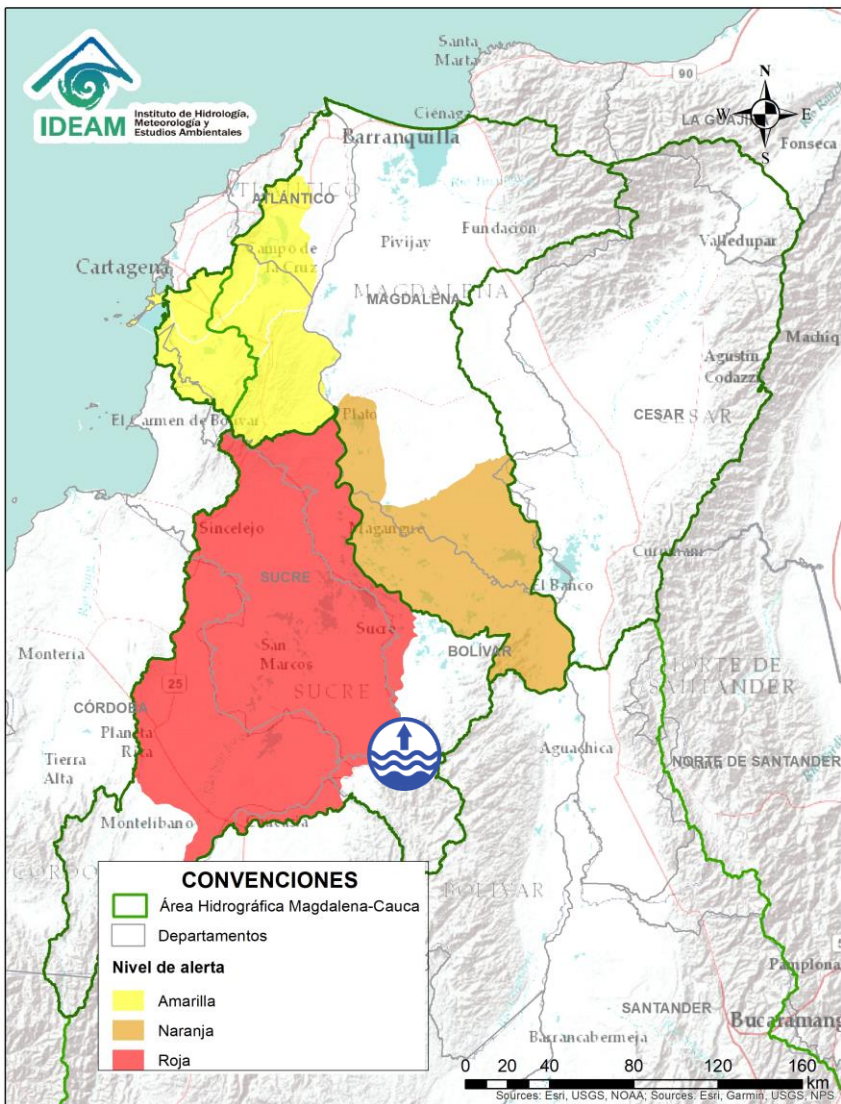 IDEAM
Instituto de Hidrología,
Meteorología y
Estudios Ambientales
Santa
Marta
Ciénaga
Barranquilla
90
N
W
E
S
LA GUAJIRA
Fonseca
ATLÁNTICO
ATLÁNTICO
Pivijay
Fundación
Valledupar
Campo de
la Cruz
Cartagena
MAGDALENA
MAGDALENA
Agustín
Codazzi
El Carmen de Bolívar
Plato
CESAR
CESAR
Sincelejo
Magangué
Curumaní
SUCRE
El Banco
Sucre
San
Marcos
BOLÍVAR
Montería
SUCRE
NORTE DE
SANTANDER
25
CÓRDOBA
Planeta
Rica
Aguachica
NORTE DE SANTANDER
Tierra
Alta
Montelíbano
Caucasia
BOLÍVAR
CONVENCIONES
Área Hidrográfica Magdalena-Cauca
Departamentos
Nivel de alerta
Amarilla
Naranja
Roja
Pamplona
SANTANDER
Barrancabermeja
0 20 40 80 120 160
km
Sources: Esri, USGS, NOAA; Sources: Esri, Garmin, USGS, NPS